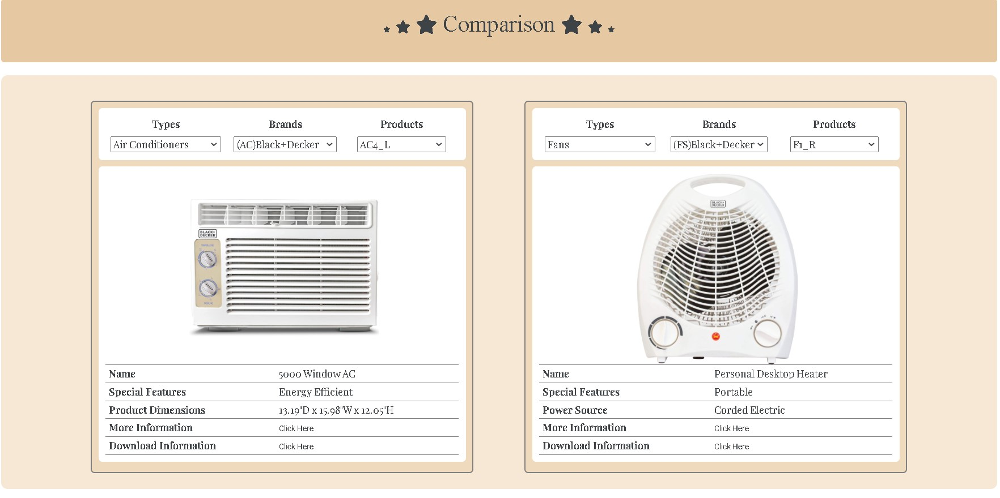 Comparison
Types Brands Products
Air Conditioners (AC)Black+Decker AC4_L
BLACK+
DECKER
Name 5000 Window AC
Special Features Energy Efficient
Product Dimensions 13.19"D x 15.98"W x 12.05"H
More Information Click Here
Download Information Click Here
Types Brands Products
Fans (FS)Black+Decker F1_R
BLACK+
DECKER
Name Personal Desktop Heater
Special Features Portable
Power Source Corded Electric
More Information Click Here
Download Information Click Here